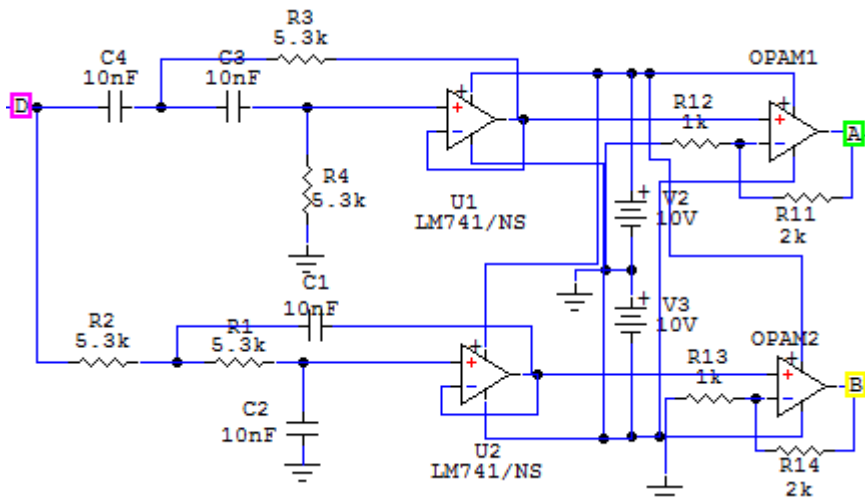 R3
5.3k
C4
10nF
C3
10nF
OPAM1
D
R12
1k
A
R4
5.3k
U1
LM741/NS
V2
10V
R11
2k
C1
10nF
V3
10V
R2
5.3k
R1
5.3k
OPAM2
R13
1k
B
C2
10nF
U2
LM741/NS
R14
2k